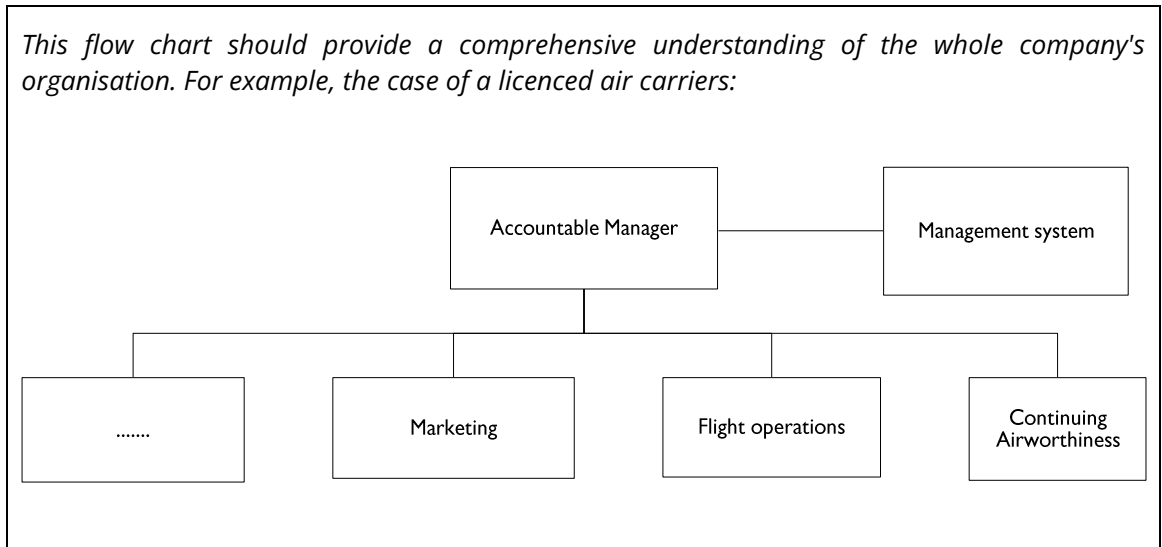 This flow chart should provide a comprehensive understanding of the whole company's
organisation. For example, the case of a licenced air carriers:
Accountable Manager
Management system
.......
Marketing
Flight operations
Continuing
Airworthiness